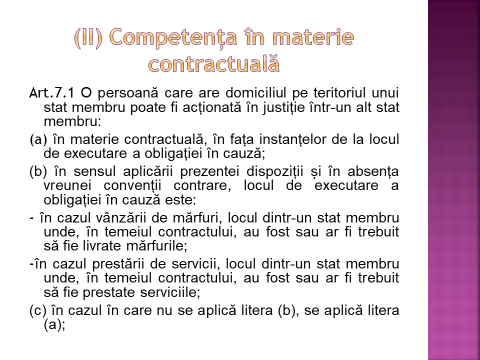 (II) Competența în materie
contractuală
Art.7.1 O persoană care are domiciliul pe teritoriul unui
stat membru poate fi acționată în justiție într-un alt stat
membru:
(a) în materie contractuală, în fața instanțelor de la locul
de executare a obligației în cauză;
(b) în sensul aplicării prezentei dispoziții și în absența
vreunei convenții contrare, locul de executare a
obligației în cauză este:
- în cazul vânzării de mărfuri, locul dintr-un stat membru
unde, în temeiul contractului, au fost sau ar fi trebuit
să fie livrate mărfurile;
-în cazul prestării de servicii, locul dintr-un stat membru
unde, în temeiul contractului, au fost sau ar fi trebuit
să fie prestate serviciile;
(c) în cazul în care nu se aplică litera (b), se aplică litera
(a);